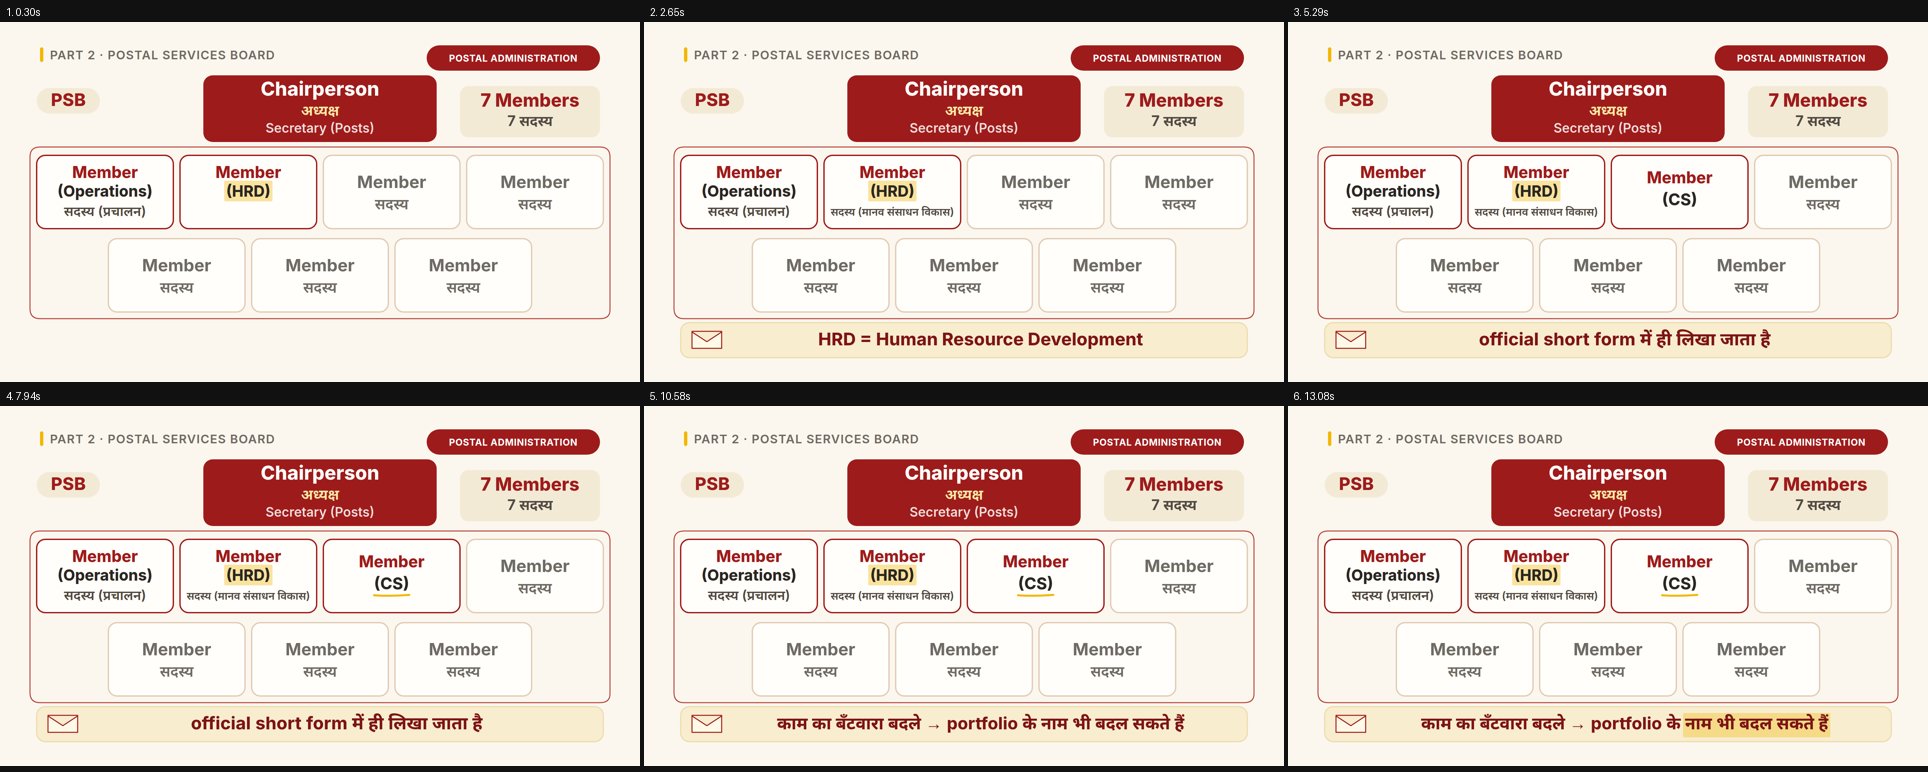 1. 0.30s
PART 2 · POSTAL SERVICES BOARD
POSTAL ADMINISTRATION
PSB
Chairperson
अध्यक्ष
Secretary (Posts)
7 Members
7 सदस्य
Member
(Operations)
सदस्य (प्रचालन)
Member
(HRD)
Member
सदस्य
Member
सदस्य
Member
सदस्य
Member
सदस्य
Member
सदस्य
2. 2.65s
PART 2 · POSTAL SERVICES BOARD
POSTAL ADMINISTRATION
PSB
Chairperson
अध्यक्ष
Secretary (Posts)
7 Members
7 सदस्य
Member
(Operations)
सदस्य (प्रचालन)
Member
(HRD)
सदस्य (मानव संसाधन विकास)
Member
सदस्य
Member
सदस्य
Member
सदस्य
Member
सदस्य
Member
सदस्य
HRD = Human Resource Development
3. 5.29s
PART 2 · POSTAL SERVICES BOARD
POSTAL ADMINISTRATION
PSB
Chairperson
अध्यक्ष
Secretary (Posts)
7 Members
7 सदस्य
Member
(Operations)
सदस्य (प्रचालन)
Member
(HRD)
सदस्य (मानव संसाधन विकास)
Member
(CS)
Member
सदस्य
Member
सदस्य
Member
सदस्य
Member
सदस्य
official short form में ही लिखा जाता है
4. 7.94s
PART 2 · POSTAL SERVICES BOARD
POSTAL ADMINISTRATION
PSB
Chairperson
अध्यक्ष
Secretary (Posts)
7 Members
7 सदस्य
Member
(Operations)
सदस्य (प्रचालन)
Member
(HRD)
सदस्य (मानव संसाधन विकास)
Member
(CS)
Member
सदस्य
Member
सदस्य
Member
सदस्य
Member
सदस्य
official short form में ही लिखा जाता है
5. 10.58s
PART 2 · POSTAL SERVICES BOARD
POSTAL ADMINISTRATION
PSB
Chairperson
अध्यक्ष
Secretary (Posts)
7 Members
7 सदस्य
Member
(Operations)
सदस्य (प्रचालन)
Member
(HRD)
सदस्य (मानव संसाधन विकास)
Member
(CS)
Member
सदस्य
Member
सदस्य
Member
सदस्य
Member
सदस्य
काम का बँटवारा बदले → portfolio के नाम भी बदल सकते हैं
6. 13.08s
PART 2 · POSTAL SERVICES BOARD
POSTAL ADMINISTRATION
PSB
Chairperson
अध्यक्ष
Secretary (Posts)
7 Members
7 सदस्य
Member
(Operations)
सदस्य (प्रचालन)
Member
(HRD)
सदस्य (मानव संसाधन विकास)
Member
(CS)
Member
सदस्य
Member
सदस्य
Member
सदस्य
Member
सदस्य
काम का बँटवारा बदले → portfolio के नाम भी बदल सकते हैं